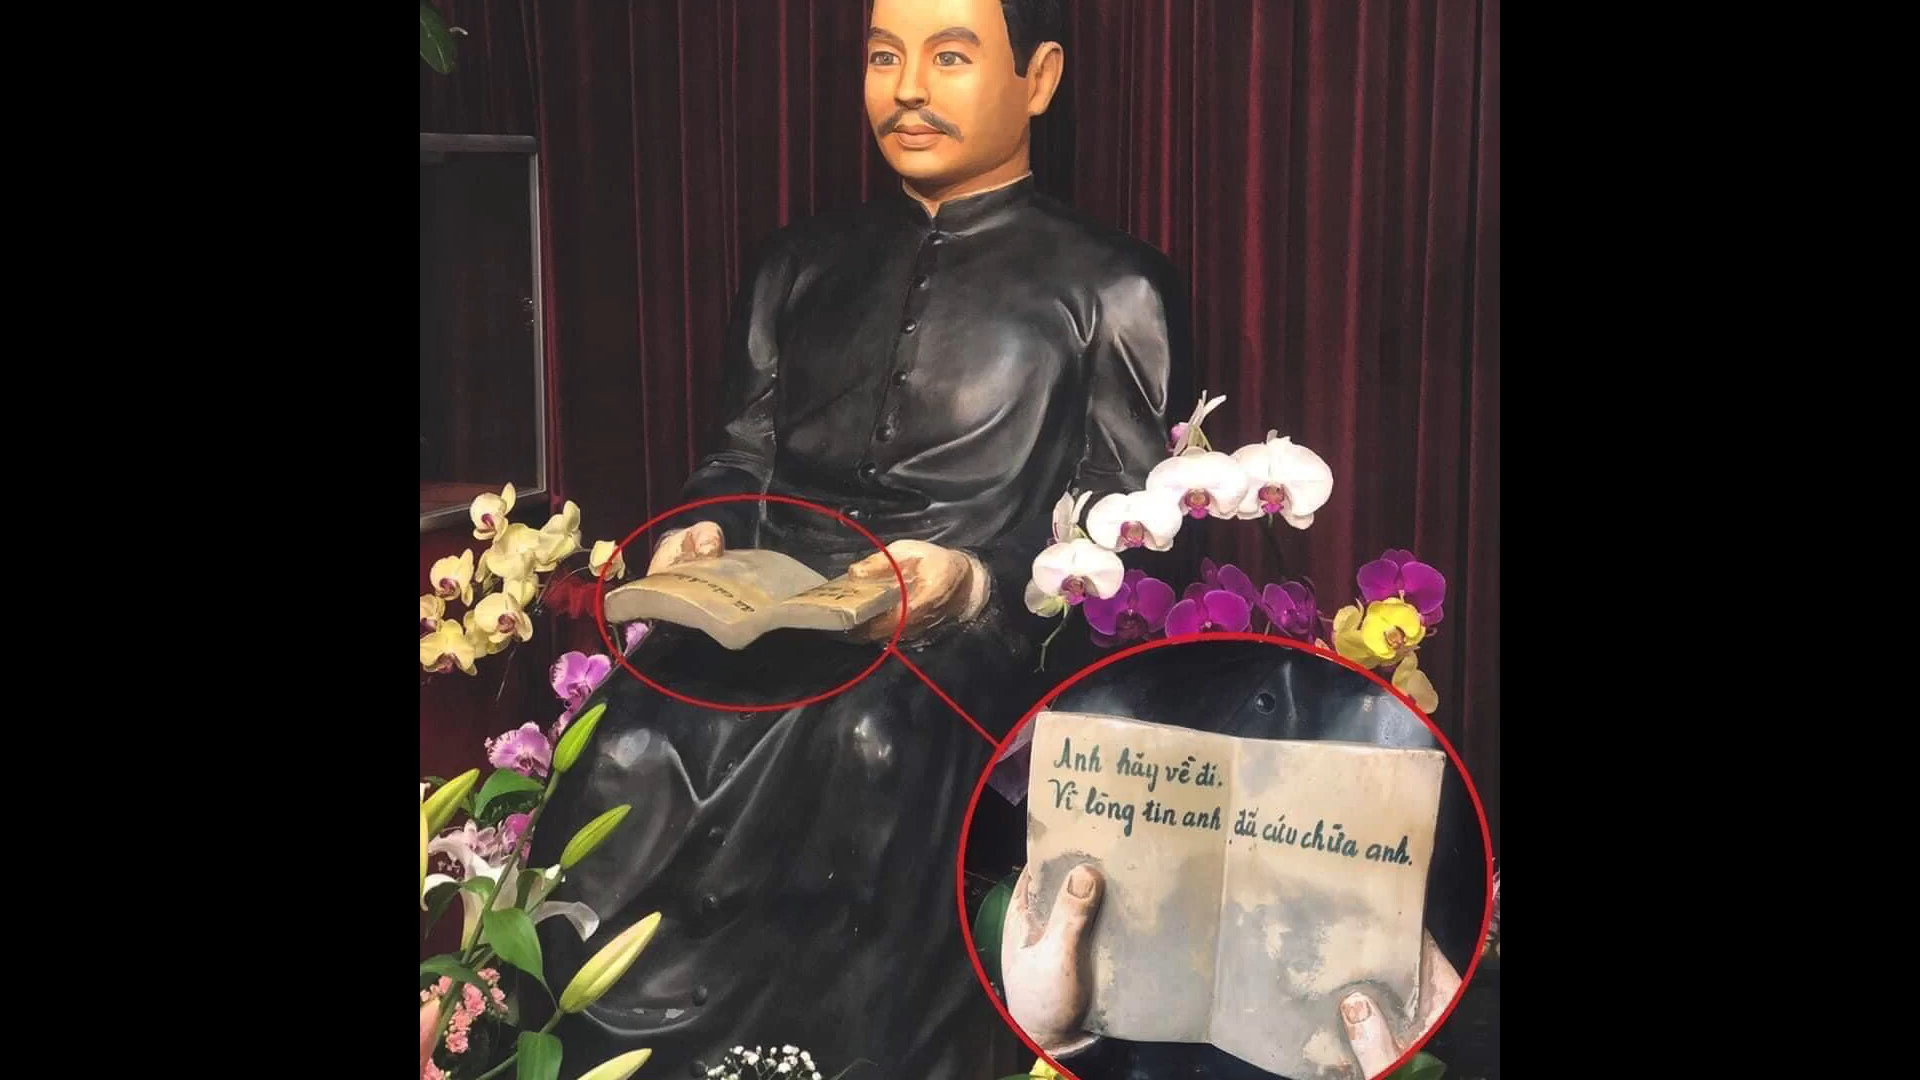 Anh hãy về đi.
Vì lòng tin anh đã cứu chữa anh.